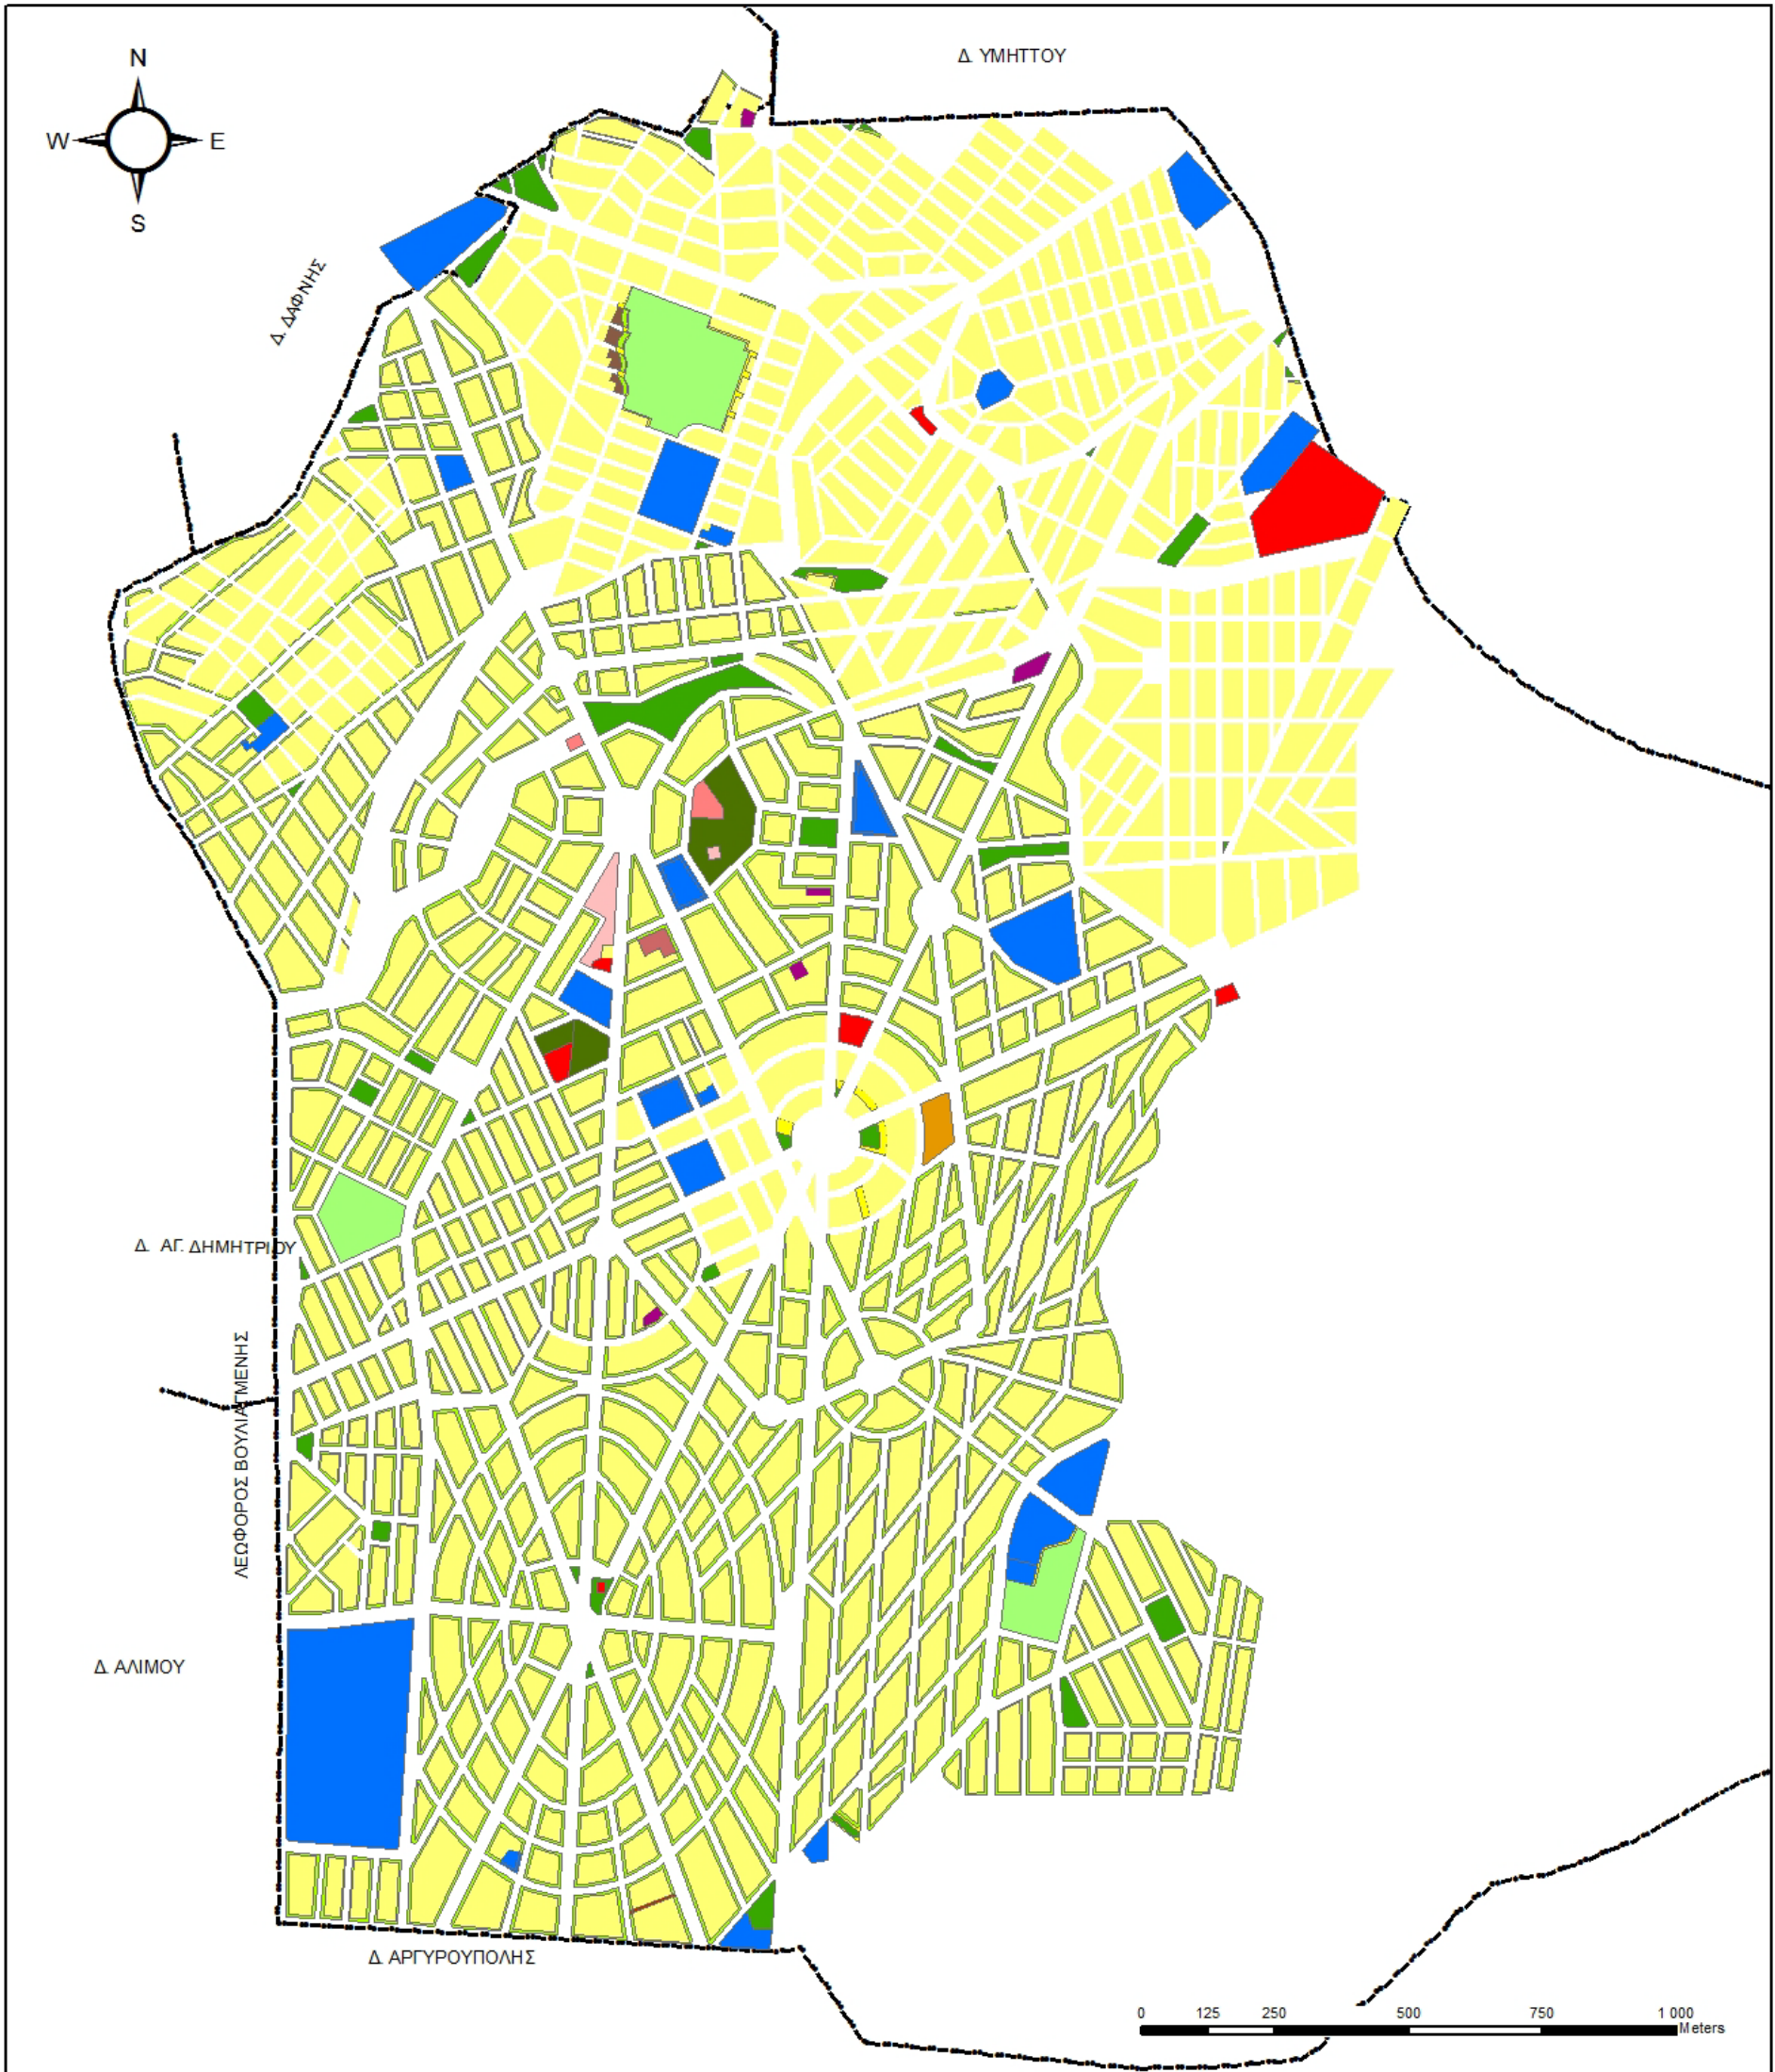 Δ. ΥΜΗΤΤΟΥ
N
W
E
S
Δ. ΔΑΦΝΗΣ
Δ. ΑΓ. ΔΗΜΗΤΡΙΟΥ
ΛΕΩΦΟΡΟΣ ΒΟΥΛΙΑΓΜΕΝΗΣ
Δ. ΑΛΙΜΟΥ
Δ. ΑΡΓΥΡΟΥΠΟΛΗΣ
0 125 250 500 750 1 000
Meters